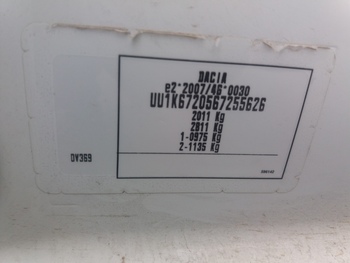 DACIA
e2*2007/46*0030
UU1K6720567255626
2011 Kg
2811 Kg
1-0975 Kg
2-1135 Kg
DV369